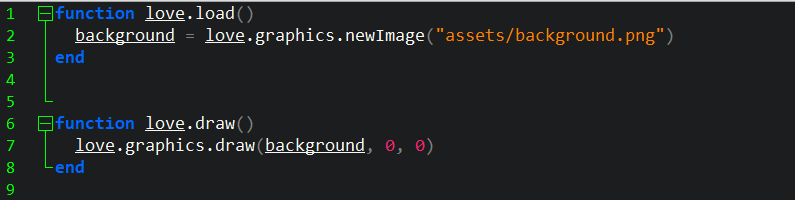 1 function love.load()
2 background = love.graphics.newImage("assets/background.png")
3 end
4
5
6 function love.draw()
7 love.graphics.draw(background, 0, 0)
8 end
9